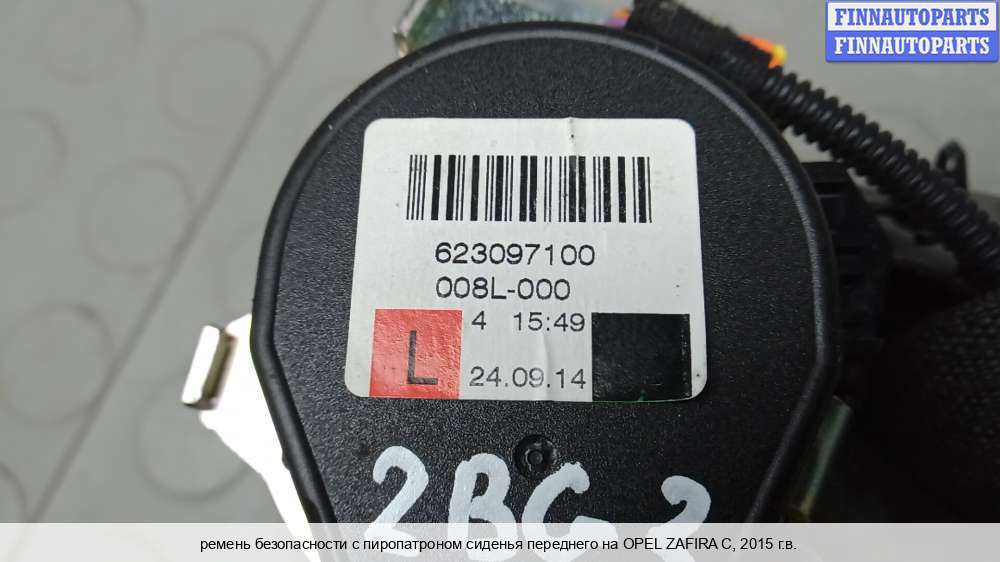 FINNAUTOPARTS
FINNAUTOPARTS
623097100
008L-000
4 15:49
L
24.09.14
ремень безопасности с пиропатроном сиденья переднего на OPEL ZAFIRA C, 2015 г.в.